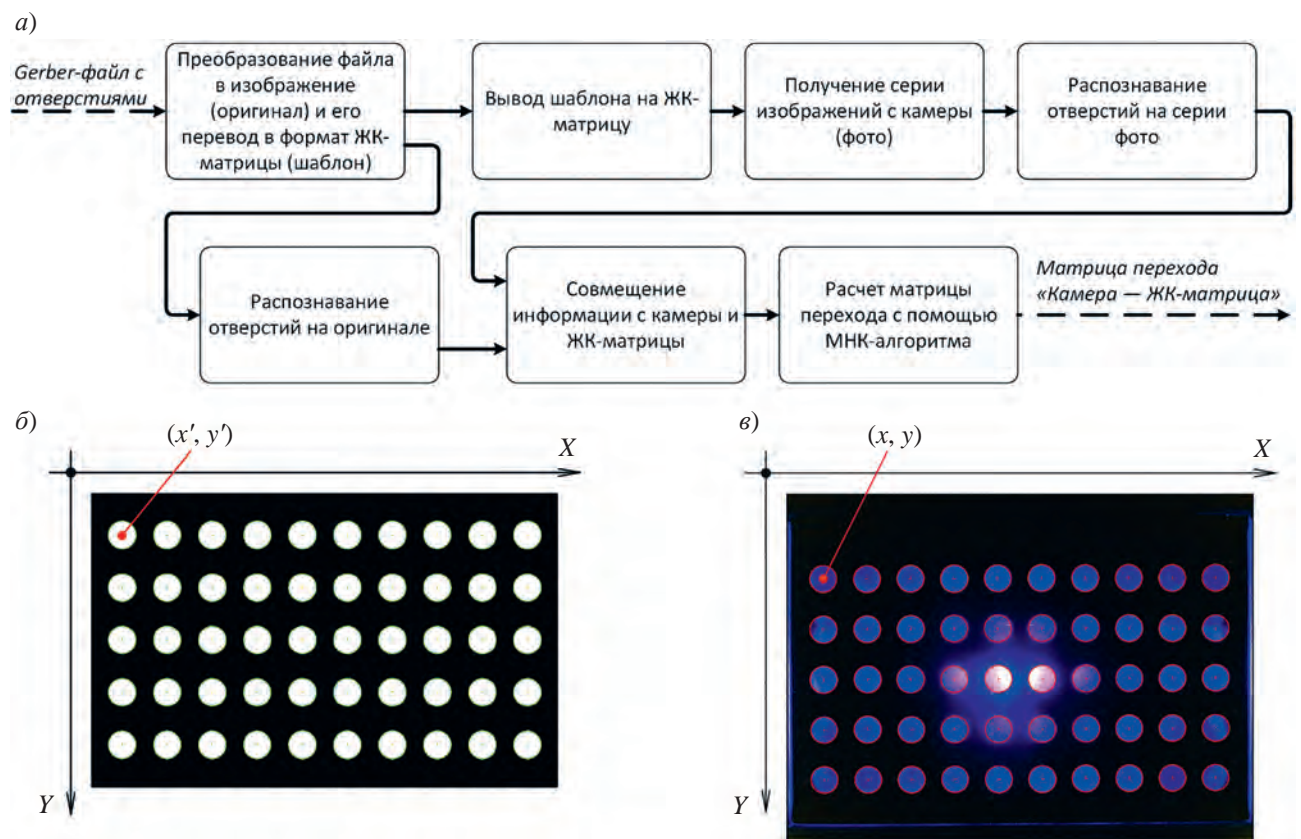 а)
Gerber-файл с
отверстиями
Преобразование файла
в изображение
(оригинал) и его
перевод в формат ЖК-
матрицы (шаблон)
Вывод шаблона на ЖК-
матрицу
Получение серии
изображений с камеры
(фото)
Распознавание
отверстий на серии
фото
Распознавание
отверстий на оригинале
Совмещение
информации с камеры и
ЖК-матрицы
Расчет матрицы
перехода с помощью
МНК-алгоритма
Матрица перехода
«Камера — ЖК-матрица»
б)
(x′, y′)
X
Y
в)
(x, y)
X
Y